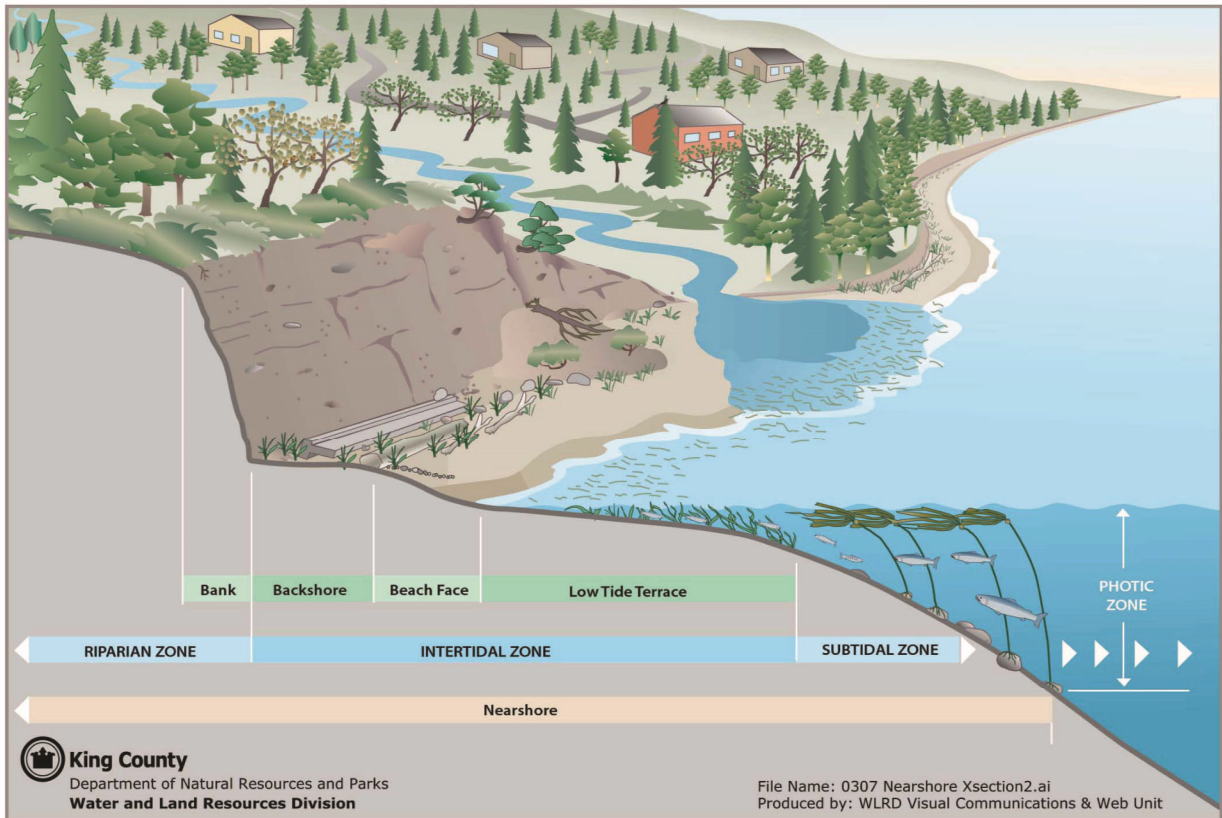 Bank
Backshore
Beach Face
Low Tide Terrace
PHOTIC
ZONE
RIPARIAN ZONE
INTERTIDAL ZONE
SUBTIDAL ZONE
Nearshore
King County
Department of Natural Resources and Parks
Water and Land Resources Division
File Name: 0307 Nearshore Xsection2.ai
Produced by: WLRD Visual Communications & Web Unit